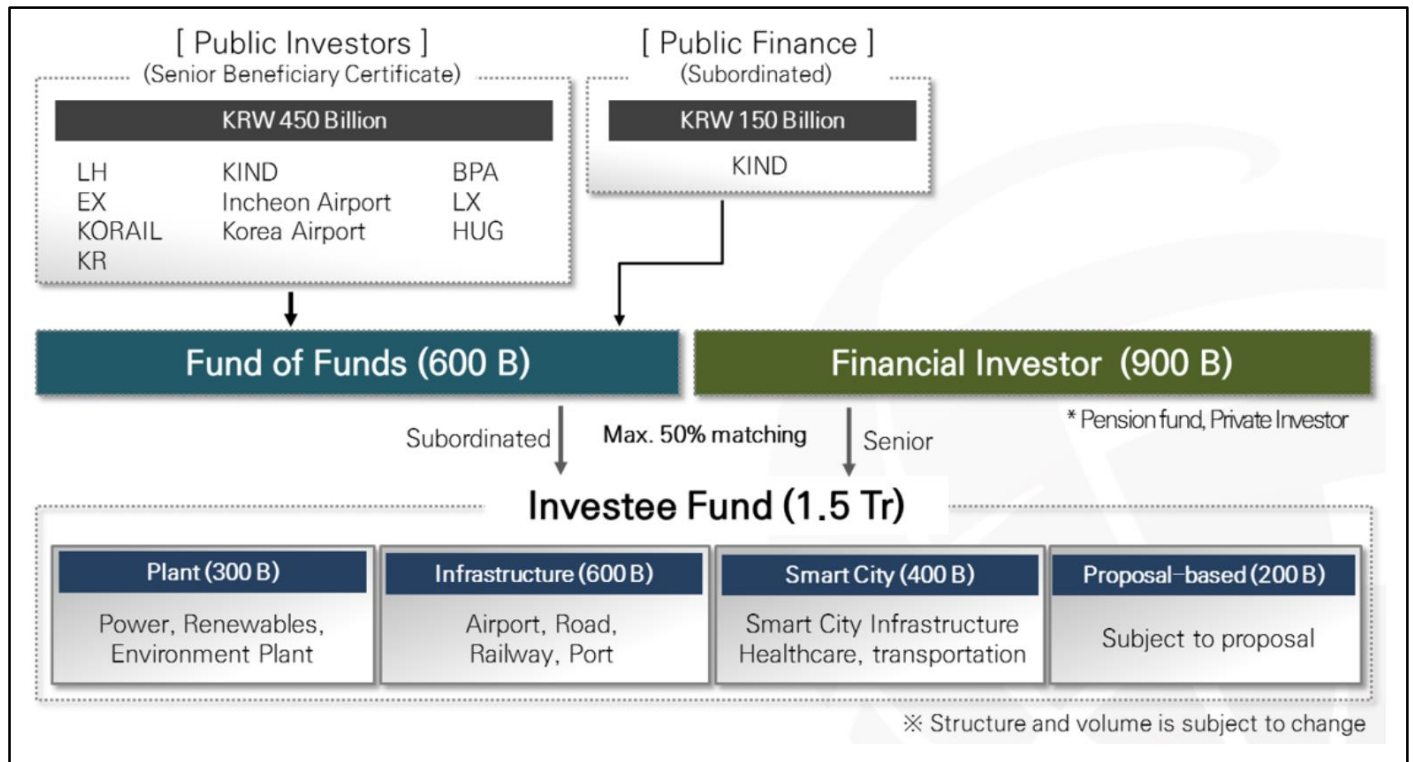 [ Public Investors ]
(Senior Beneficiary Certificate)
KRW 450 Billion
LH KIND BPA
EX Incheon Airport LX
KORAIL Korea Airport HUG
KR
[ Public Finance ]
(Subordinated)
KRW 150 Billion
KIND
Fund of Funds (600 B)
Financial Investor (900 B)
* Pension fund, Private Investor
Subordinated
Max. 50% matching
Senior
Investee Fund (1.5 Tr)
Plant (300 B)
Power, Renewables,
Environment Plant
Infrastructure (600 B)
Airport, Road,
Railway, Port
Smart City (400 B)
Smart City Infrastructure
Healthcare, transportation
Proposal-based (200 B)
Subject to proposal
※ Structure and volume is subject to change